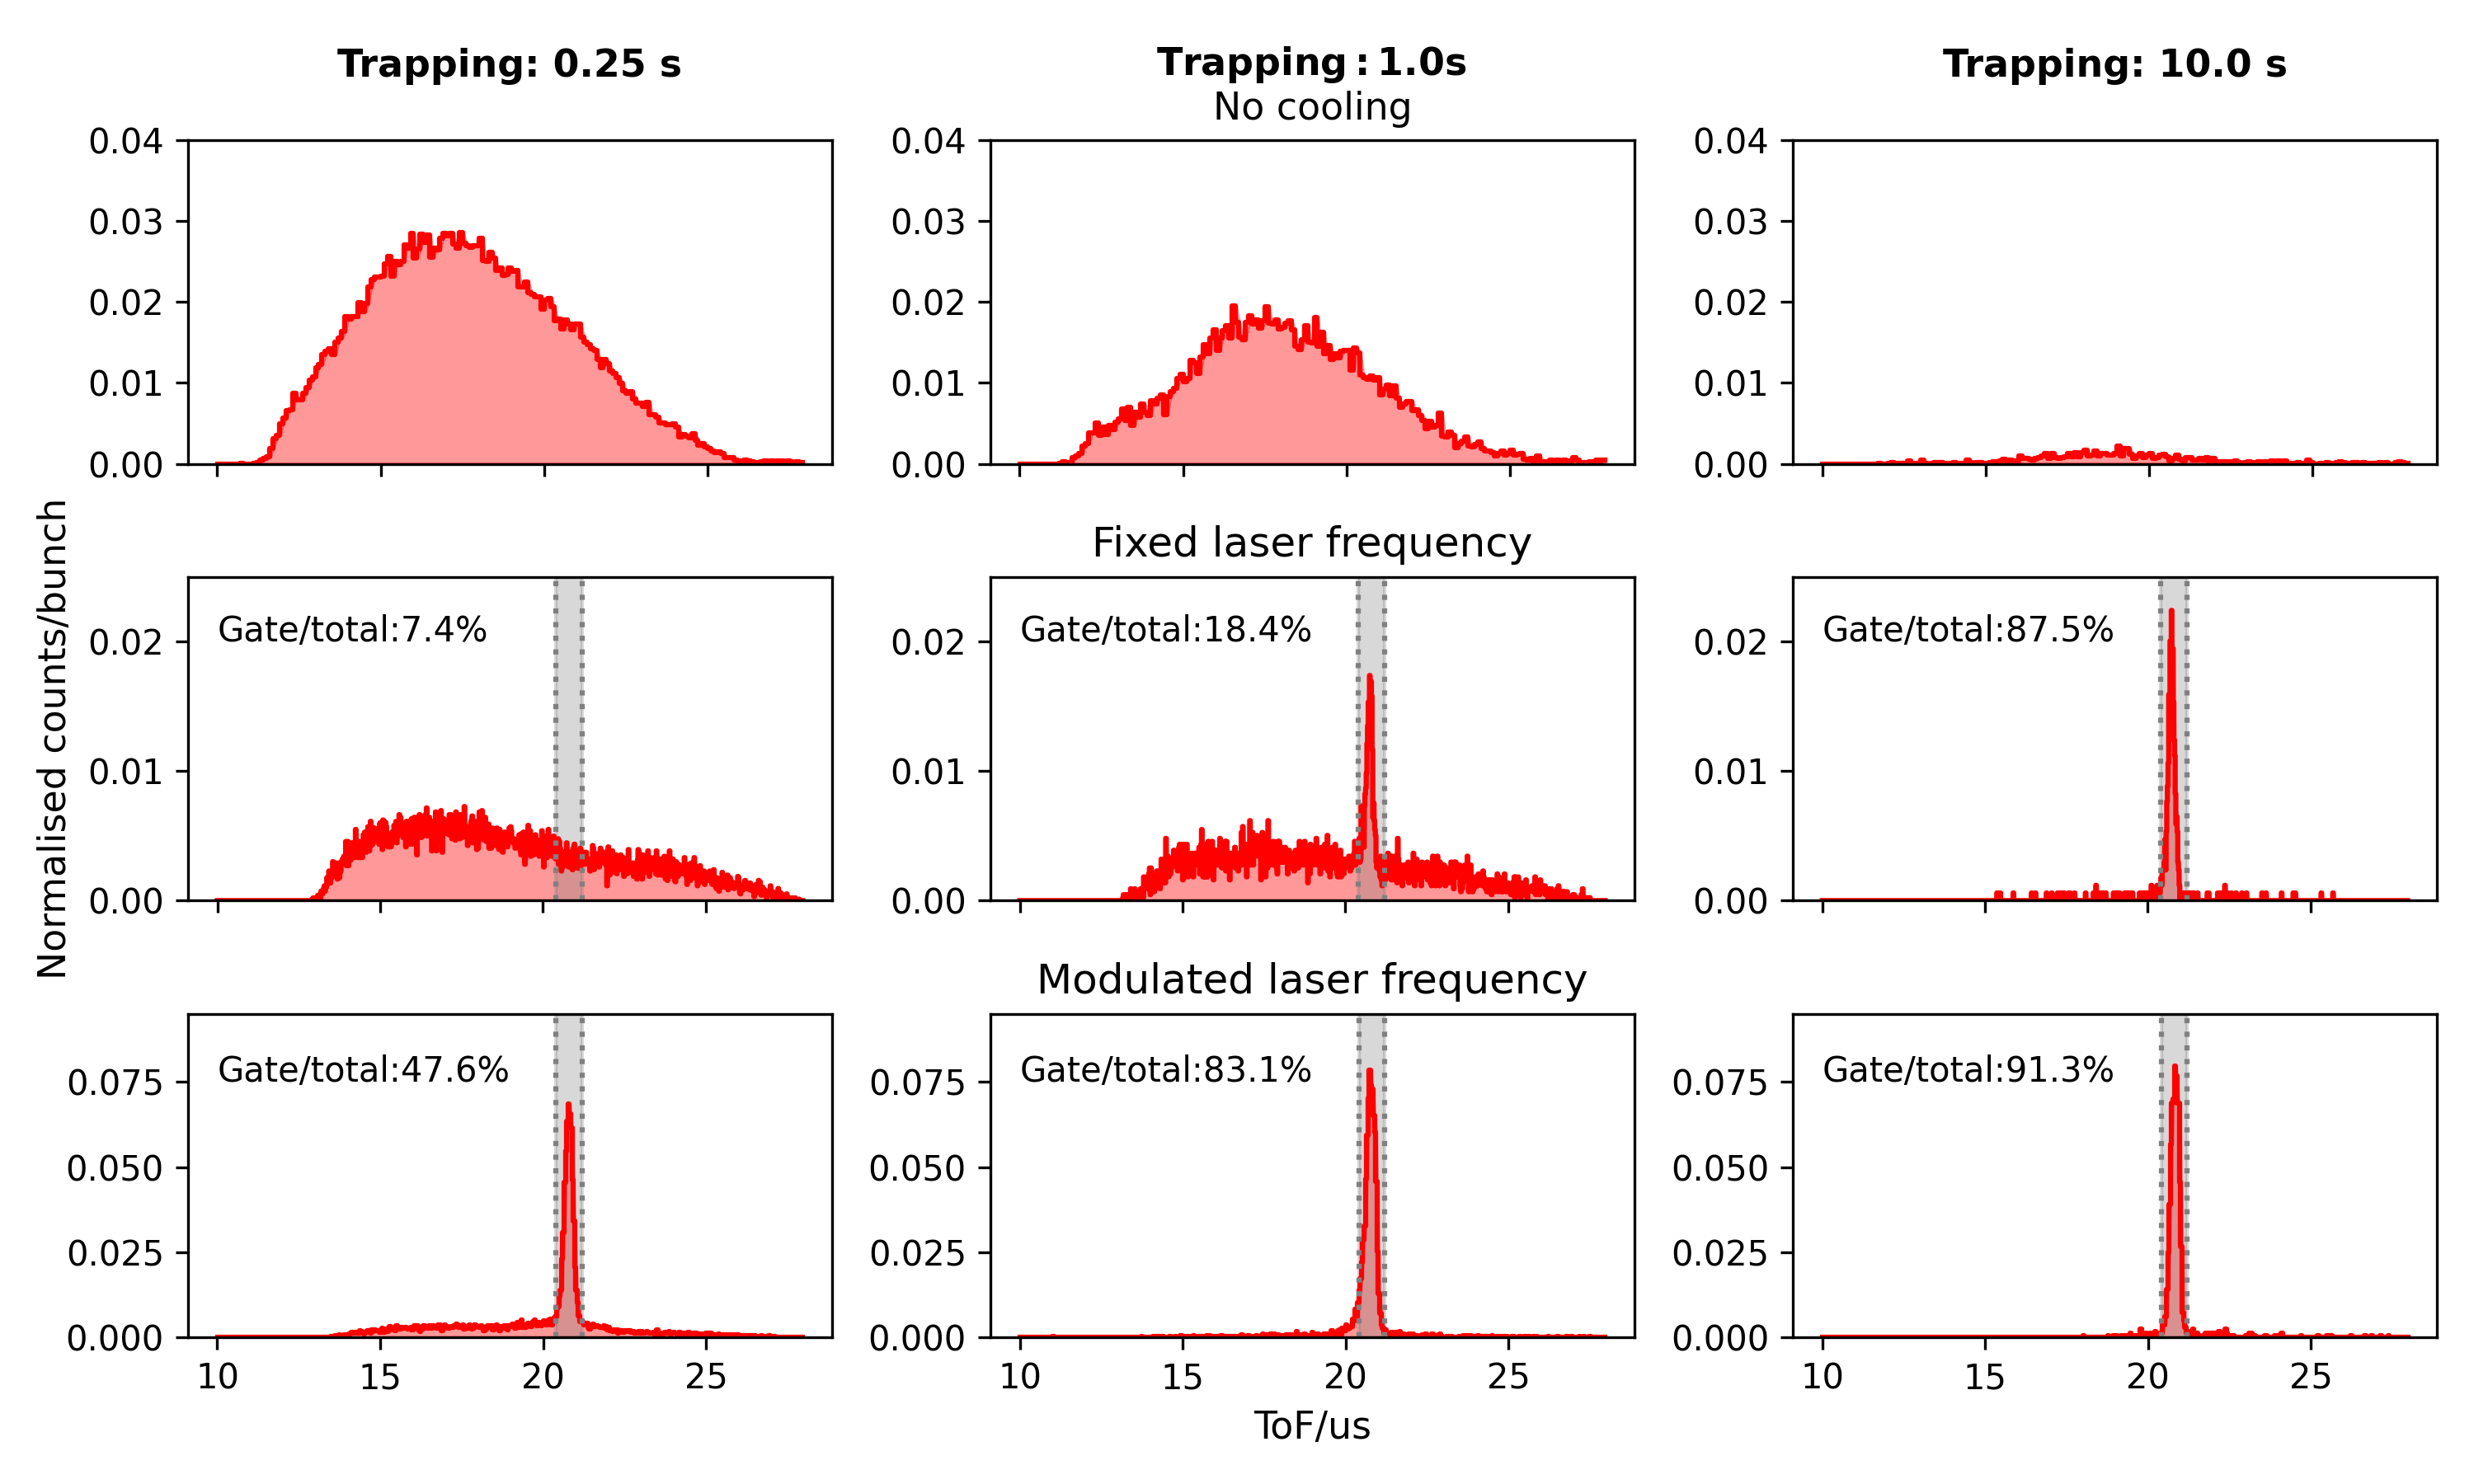 Trapping: 0.25 s
Trapping : 1.0s
Trapping: 10.0 s
No cooling
0.04
0.03
0.02
0.01
0.00
0.04
0.03
0.02
0.01
0.00
0.04
0.03
0.02
0.01
0.00
Normalised counts/bunch
Fixed laser frequency
Gate/total:7.4%
0.02
0.01
0.00
Gate/total:18.4%
0.02
0.01
0.00
Gate/total:87.5%
0.02
0.01
0.00
Modulated laser frequency
Gate/total:47.6%
0.075
0.050
0.025
0.000
10 15 20 25
Gate/total:83.1%
0.075
0.050
0.025
0.000
10 15 20 25
Gate/total:91.3%
0.075
0.050
0.025
0.000
10 15 20 25
ToF/us